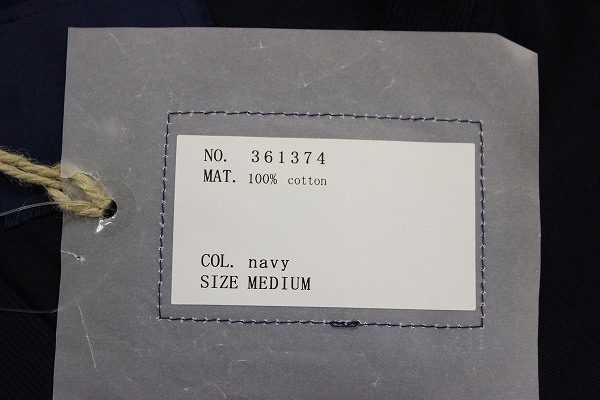 NO. 361374
MAT. 100% cotton
COL. navy
SIZE MEDIUM